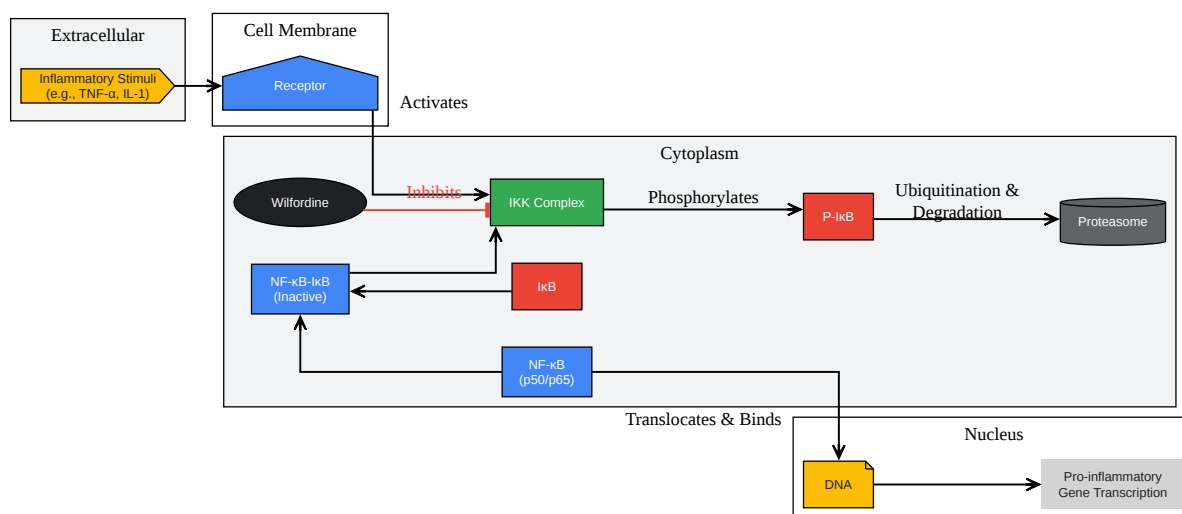 Extracellular
Inflammatory Stimuli
(e.g., TNF-α, IL-1)
Cell Membrane
Receptor
Activates
Cytoplasm
Wilfordine
Inhibits
IKK Complex
Phosphorylates
P-IκB
Ubiquitination &
Degradation
Proteasome
NF-κB-IκB
(Inactive)
IκB
NF-κB
(p50/p65)
Translocates & Binds
Nucleus
DNA
Pro-inflammatory
Gene Transcription